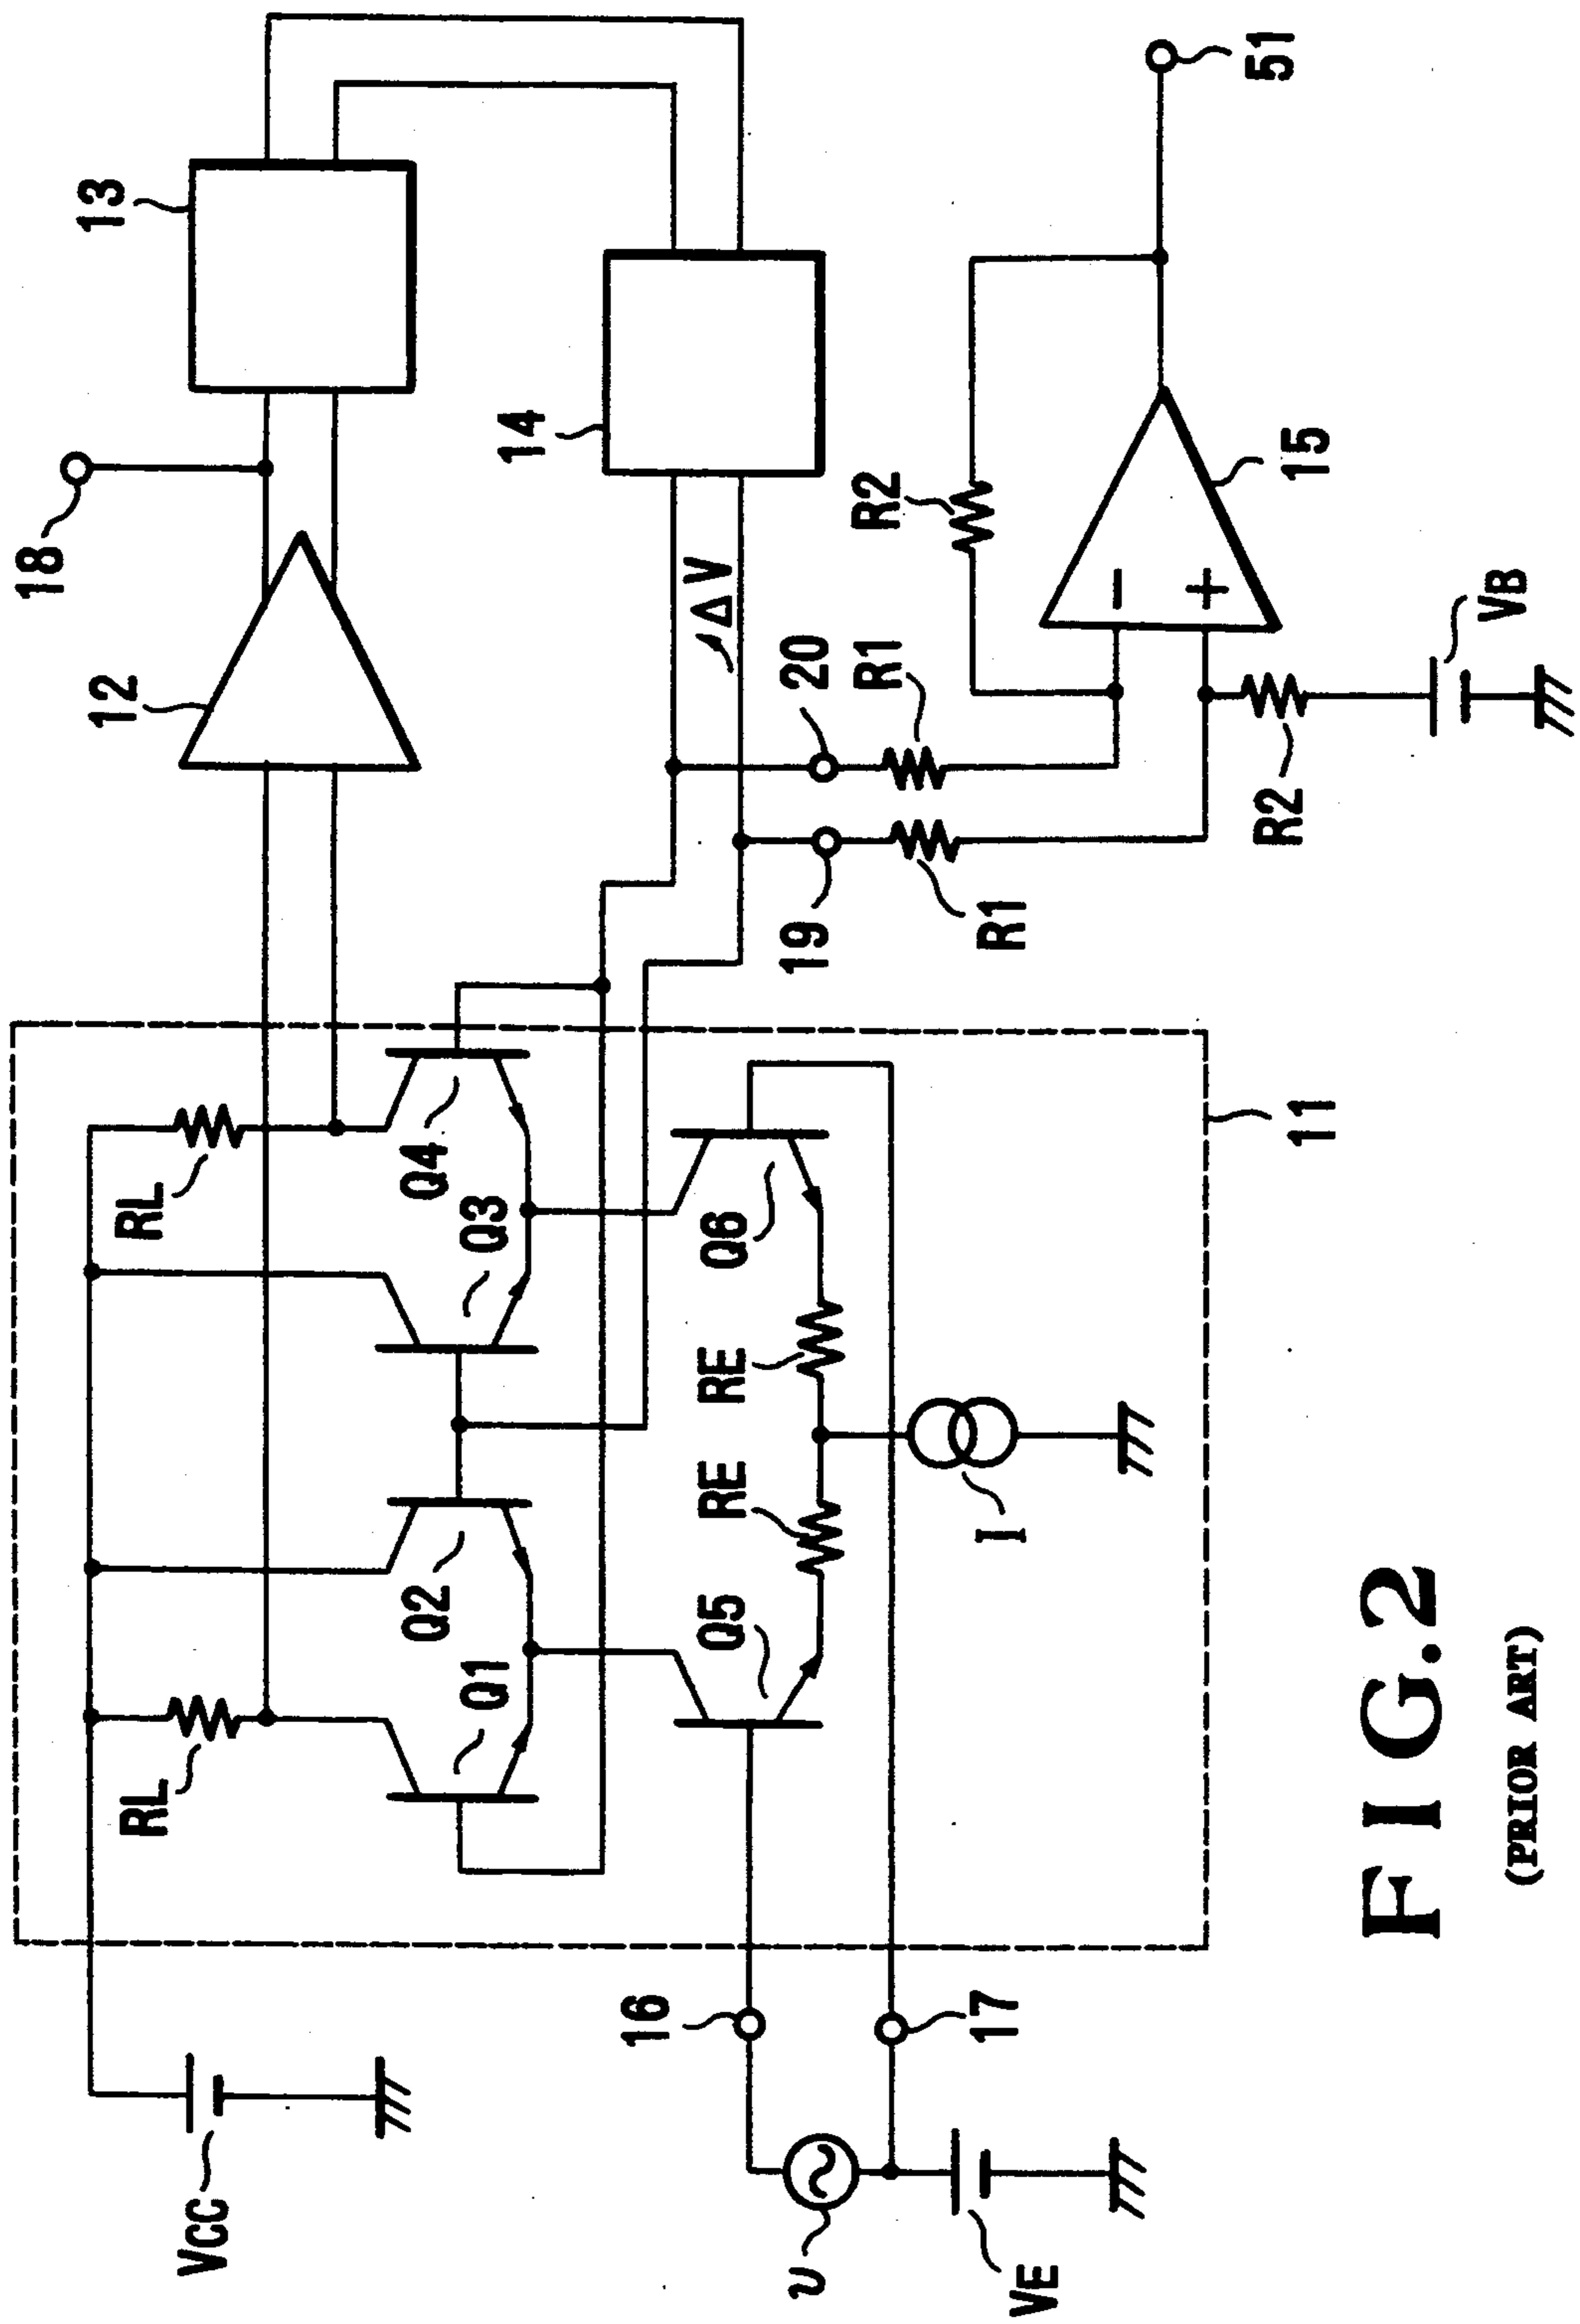 VCC
RL
Q1
Q2
Q3
Q4
RL
12
18
13
14
ΔV
20
19
R1
R1
R2
R2
15
51
VB
16
17
υ
VE
Q5
RE
RE
Q6
I
11
FIG.2
(PRIOR ART)
−
+